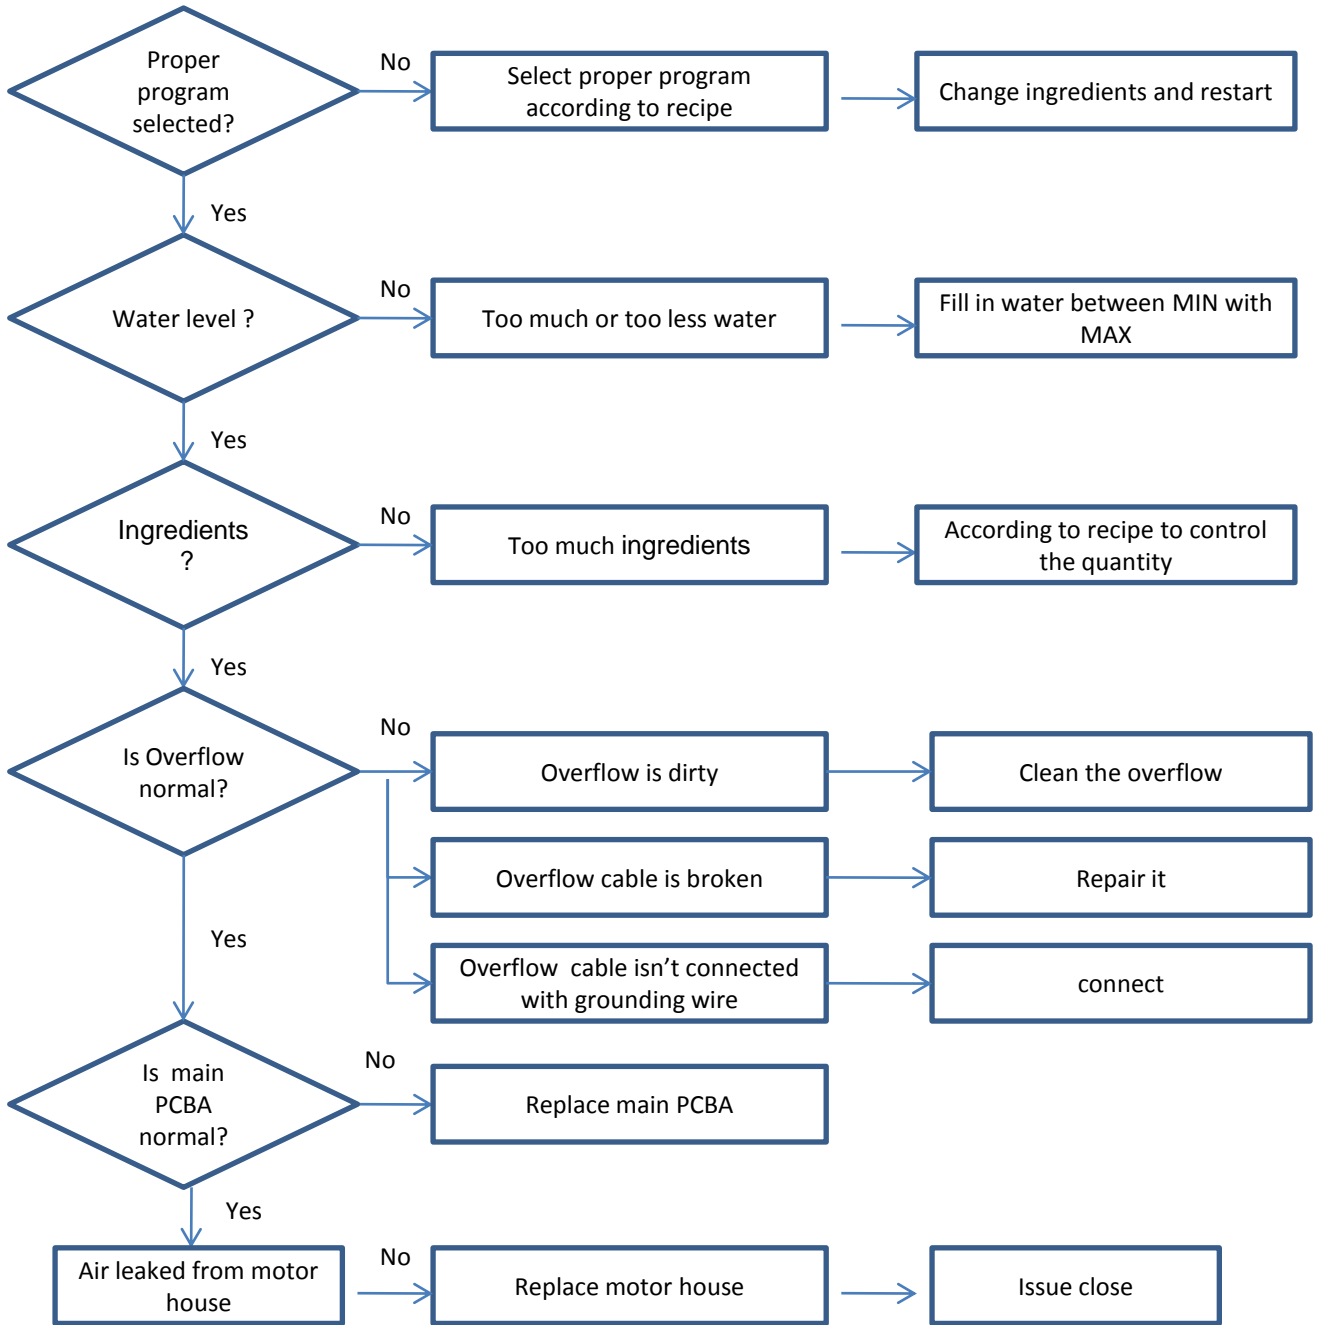 Proper
program
selected?
No
Select proper program
according to recipe
Change ingredients and restart
Yes
Water level ?
No
Too much or too less water
Fill in water between MIN with
MAX
Yes
Ingredients
?
No
Too much ingredients
According to recipe to control
the quantity
Yes
Is Overflow
normal?
No
Overflow is dirty
Clean the overflow
Overflow cable is broken
Repair it
Yes
Overflow  cable isn't connected
with grounding wire
connect
Is  main
PCBA
normal?
No
Replace main PCBA
Yes
Air leaked from motor
house
No
Replace motor house
Issue close